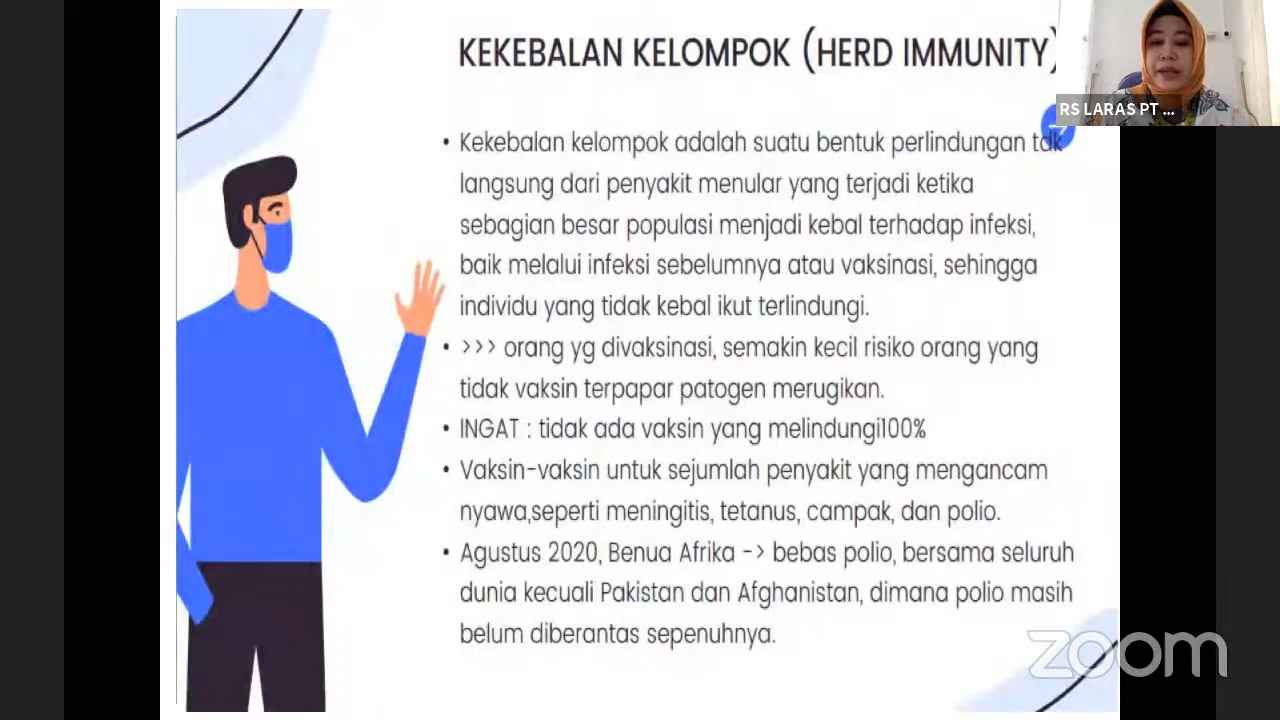 KEKEBALAN KELOMPOK (HERD IMMUNITY)
RS LARAS PT ...
• Kekebalan kelompok adalah suatu bentuk perlindungan tdk
langsung dari penyakit menular yang terjadi ketika
sebagian besar populasi menjadi kebal terhadap infeksi,
baik melalui infeksi sebelumnya atau vaksinasi, sehingga
individu yang tidak kebal ikut terlindungi.
• >>> orang yg divaksinasi, semakin kecil risiko orang yang
tidak vaksin terpapar patogen merugikan.
• INGAT : tidak ada vaksin yang melindungi100%
• Vaksin-vaksin untuk sejumlah penyakit yang mengancam
nyawa,seperti meningitis, tetanus, campak, dan polio.
• Agustus 2020, Benua Afrika -> bebas polio, bersama seluruh
dunia kecuali Pakistan dan Afghanistan, dimana polio masih
belum diberantas sepenuhnya.
zoom